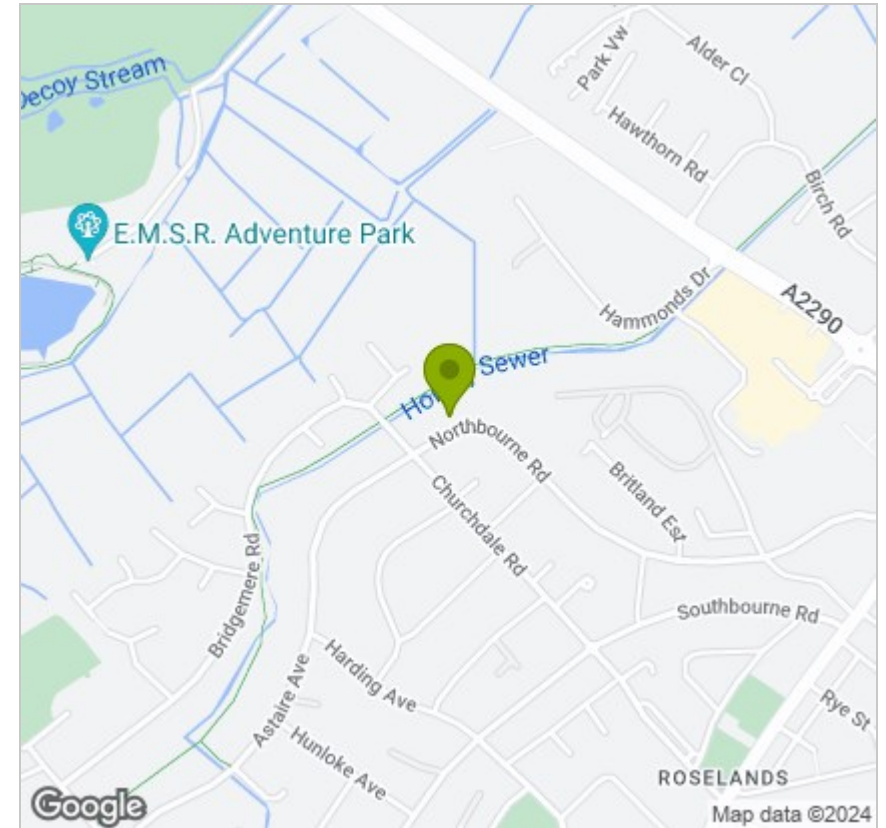 Decoy Stream
Park Vw
Alder Cl
Hawthorn Rd
Birch Rd
E.M.S.R. Adventure Park
Hammonds Dr
A2290
Sewer
Northbourne Rd
Britland Est
Churchdale Rd
Bridgemere Rd
Southbourne Rd
Harding Ave
Astaire Ave
Rye St
Hunloke Ave
ROSELANDS
Google
Map data ©2024